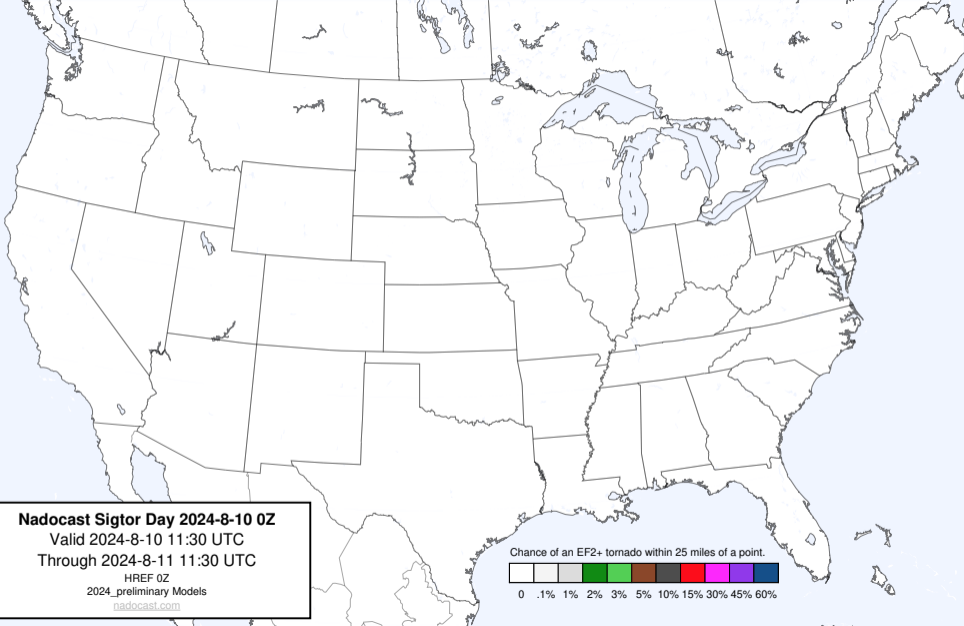 Nadocast Sigtor Day 2024-8-10 0Z
Valid 2024-8-10 11:30 UTC
Through 2024-8-11 11:30 UTC
HREF 0Z
2024_preliminary Models
nadocast.com
Chance of an EF2+ tornado within 25 miles of a point.
0 .1% 1% 2% 3% 5% 10% 15% 30% 45% 60%